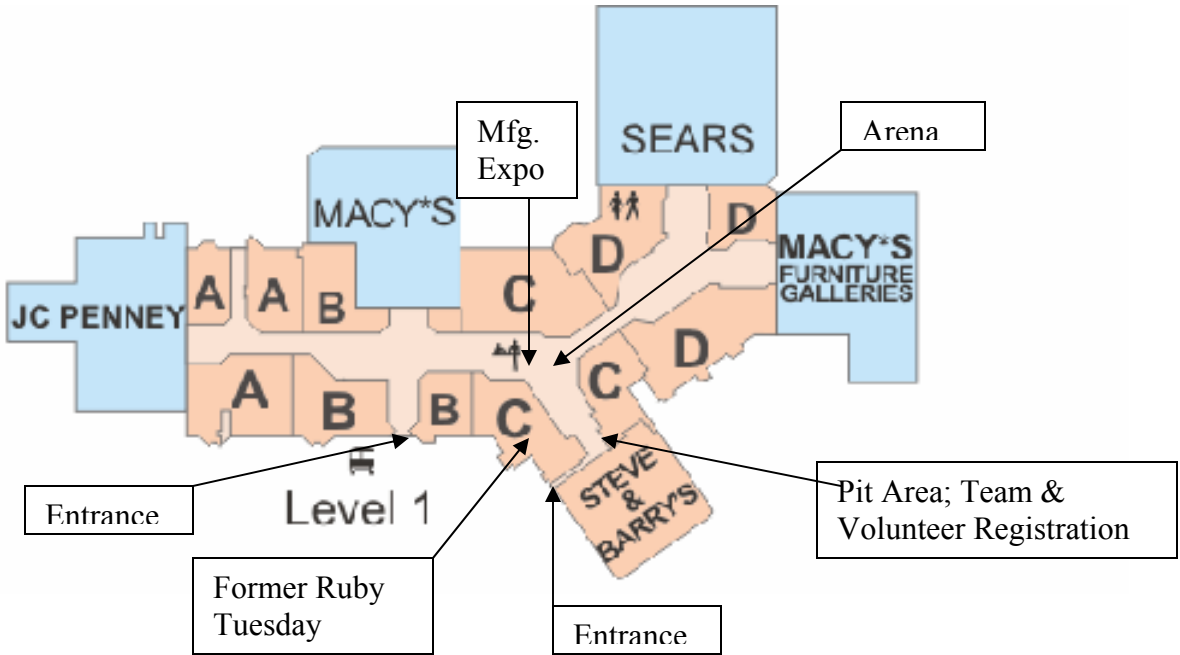 Mfg.
Expo
Arena
SEARS
MACY*S
D
D
MACY*S
FURNITURE
GALLERIES
JC PENNEY
A
A
B
C
D
A
B
B
C
C
STEVE
&
BARRY'S
Entrance
Level 1
Pit Area; Team &
Volunteer Registration
Former Ruby
Tuesday
Entrance